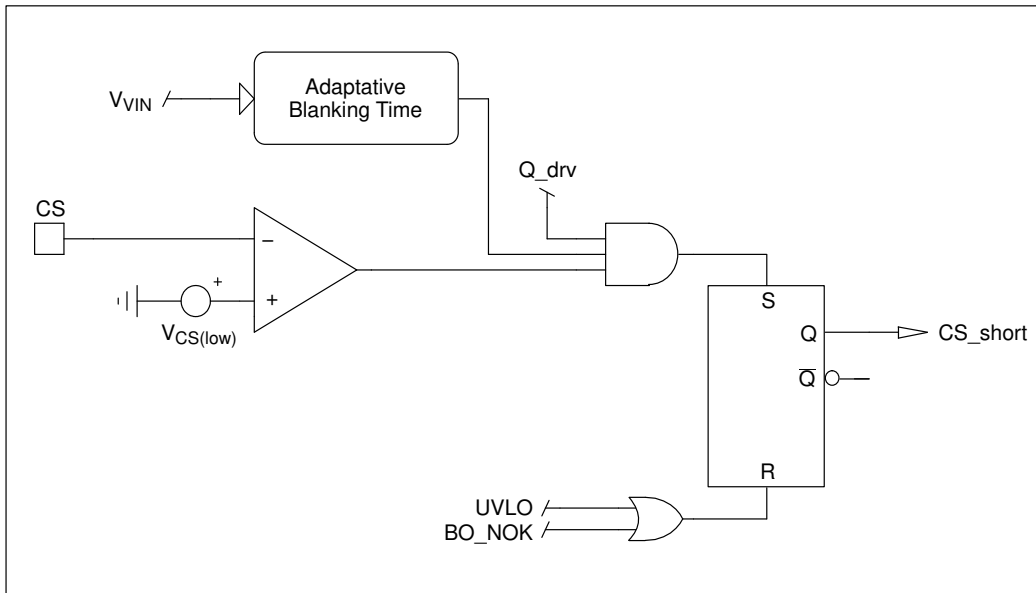 Adaptative
Blanking Time
V_VIN
Q_drv
CS
−
+
+
V_CS(low)
S
Q
CS_short
Q̅
R
UVLO
BO_NOK